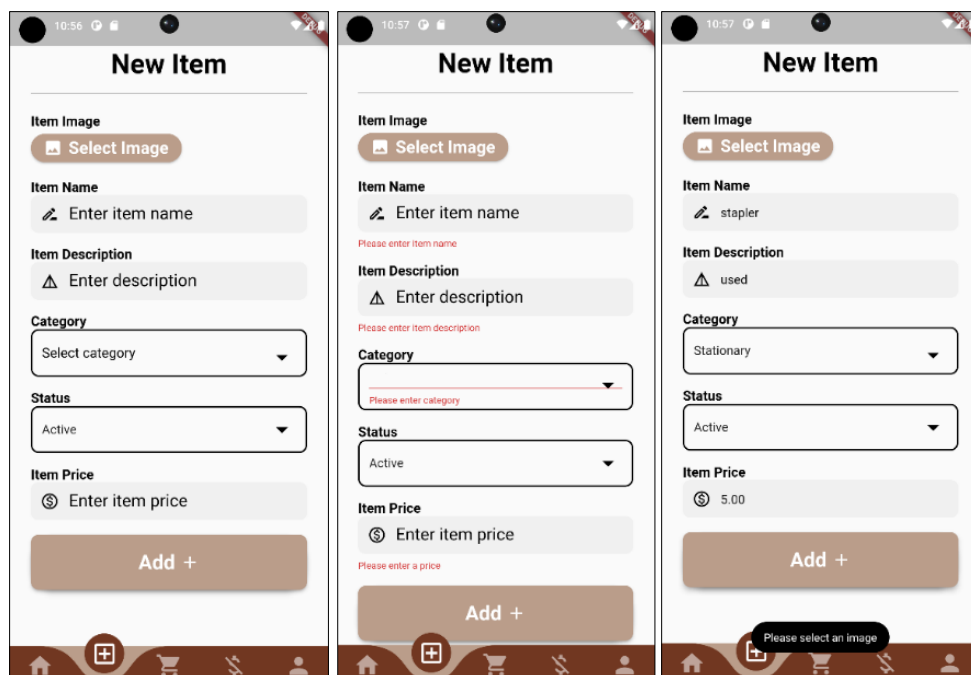 10:56
New Item
Item Image
Select Image
Item Name
Enter item name
Item Description
Enter description
Category
Select category
Status
Active
Item Price
Enter item price
Add +
10:57
New Item
Item Image
Select Image
Item Name
Enter item name
Please enter item name
Item Description
Enter description
Please enter item description
Category
Please enter category
Status
Active
Item Price
Enter item price
Please enter a price
Add +
10:57
New Item
Item Image
Select Image
Item Name
stapler
Item Description
used
Category
Stationary
Status
Active
Item Price
5.00
Add +
Please select an image